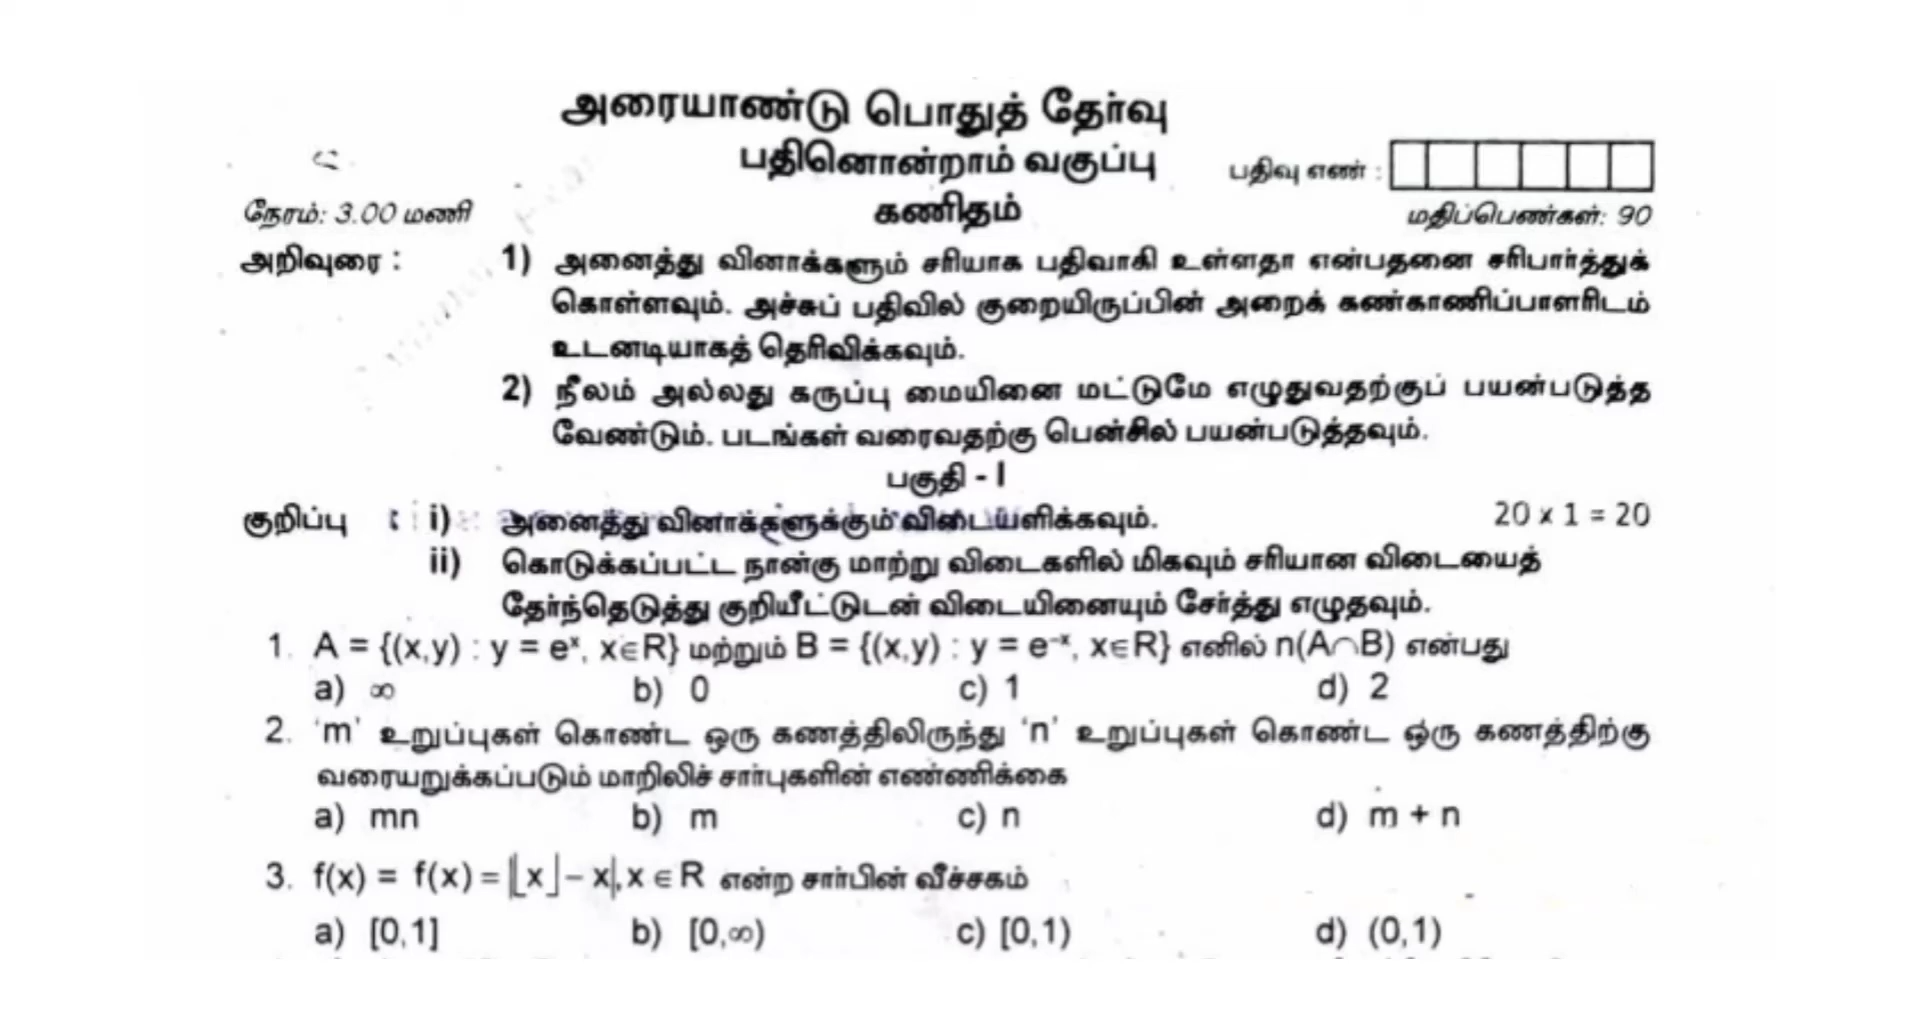 அரையாண்டு பொதுத் தேர்வு
பதினொன்றாம் வகுப்பு
பதிவு எண் :
நேரம்: 3.00 மணி
கணிதம்
மதிப்பெண்கள்: 90
அறிவுரை : 1) அனைத்து வினாக்களும் சரியாக பதிவாகி உள்ளதா என்பதனை சரிபார்த்துக்
கொள்ளவும். அச்சுப் பதிவில் குறையிருப்பின் அறைக் கண்காணிப்பாளரிடம்
உடனடியாகத் தெரிவிக்கவும்.
2) நீலம் அல்லது கருப்பு மையினை மட்டுமே எழுதுவதற்குப் பயன்படுத்த
வேண்டும். படங்கள் வரைவதற்கு பென்சில் பயன்படுத்தவும்.
பகுதி - I
குறிப்பு : i) அனைத்து வினாக்களுக்கும் விடையளிக்கவும். 20 x 1 = 20
ii) கொடுக்கப்பட்ட நான்கு மாற்று விடைகளில் மிகவும் சரியான விடையைத்
தேர்ந்தெடுத்து குறியீட்டுடன் விடையினையும் சேர்த்து எழுதவும்.
1. A = {(x,y) : y = eˣ, x∈R} மற்றும் B = {(x,y) : y = e⁻ˣ, x∈R} எனில் n(A∩B) என்பது
a) ∞ b) 0 c) 1 d) 2
2. 'm' உறுப்புகள் கொண்ட ஒரு கணத்திலிருந்து 'n' உறுப்புகள் கொண்ட ஒரு கணத்திற்கு
வரையறுக்கப்படும் மாறிலிச் சார்புகளின் எண்ணிக்கை
a) mn b) m c) n d) m + n
3. f(x) = f(x) = |⌊x⌋ – x|, x ∈ R என்ற சார்பின் வீச்சகம்
a) [0,1] b) [0,∞) c) [0,1) d) (0,1)